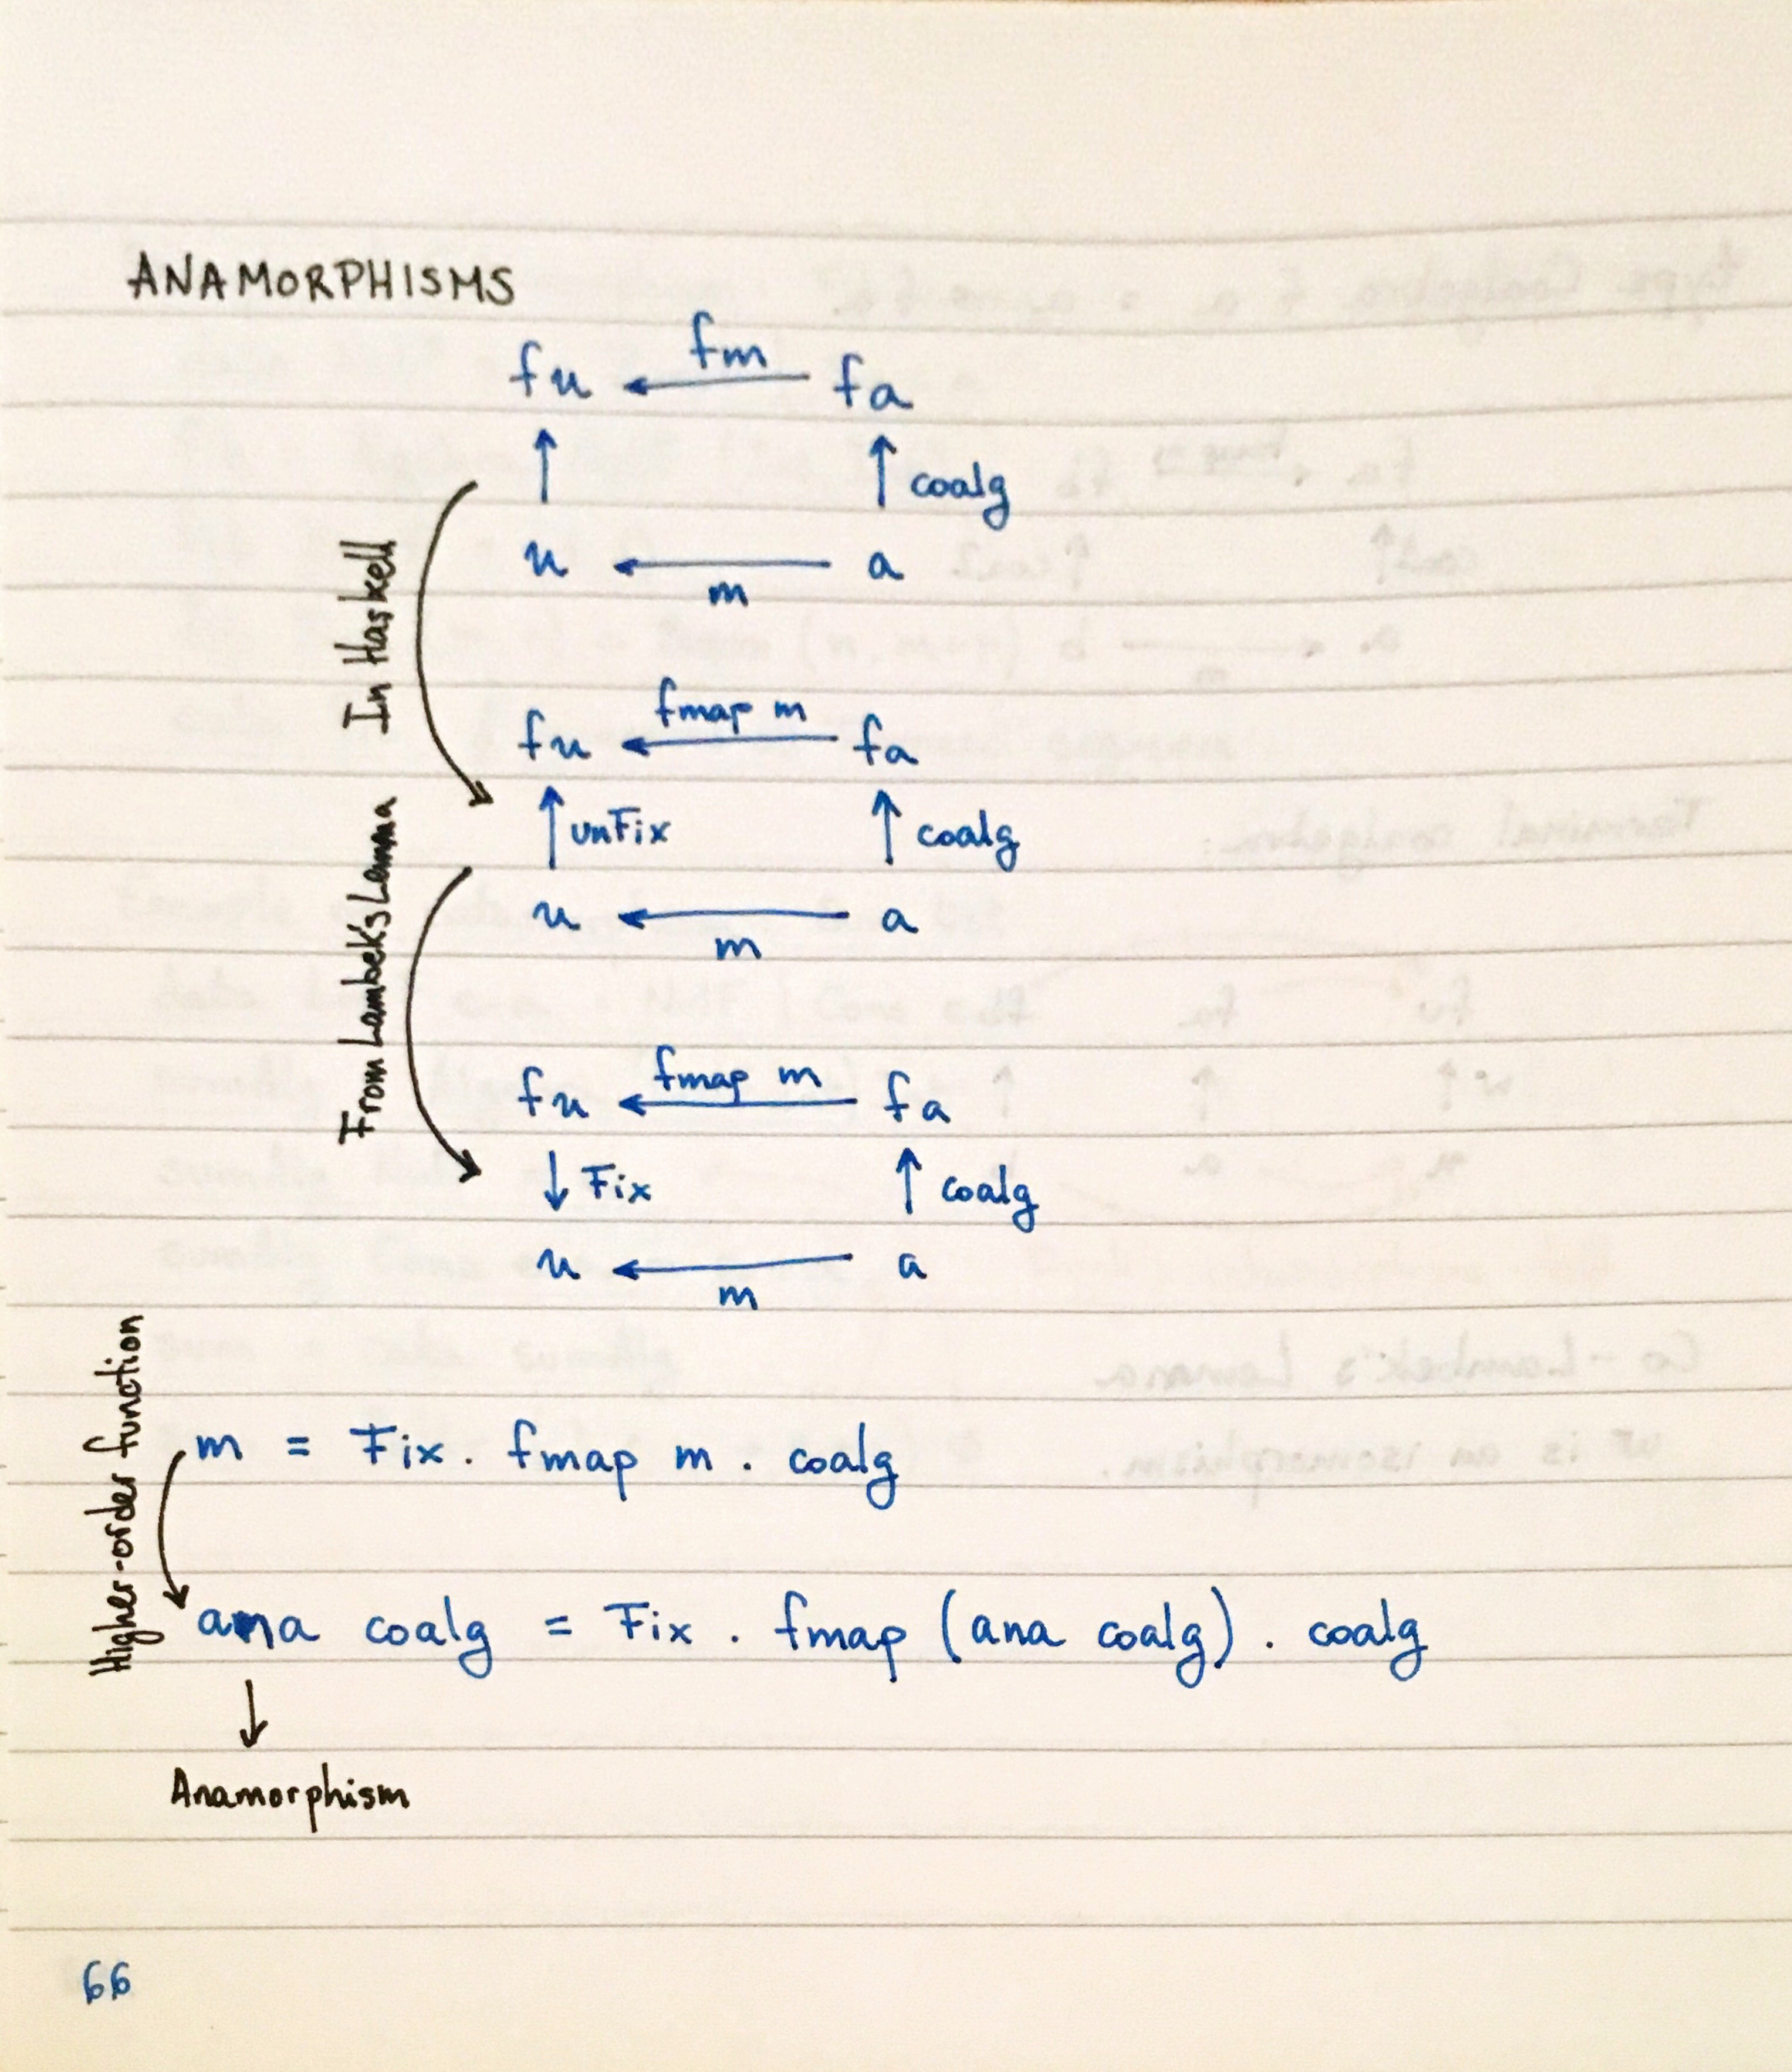 ANAMORPHISMS
fu ← fm fa
↑ ↑ coalg
u ← m a
In Haskell
fu ← fmap m fa
↑ unFix ↑ coalg
u ← m a
From Lambek's Lemma
fu ← fmap m fa
↓ Fix ↑ coalg
u ← m a
Higher-order function
m = Fix . fmap m . coalg
ana coalg = Fix . fmap (ana coalg) . coalg
↓
Anamorphism
66